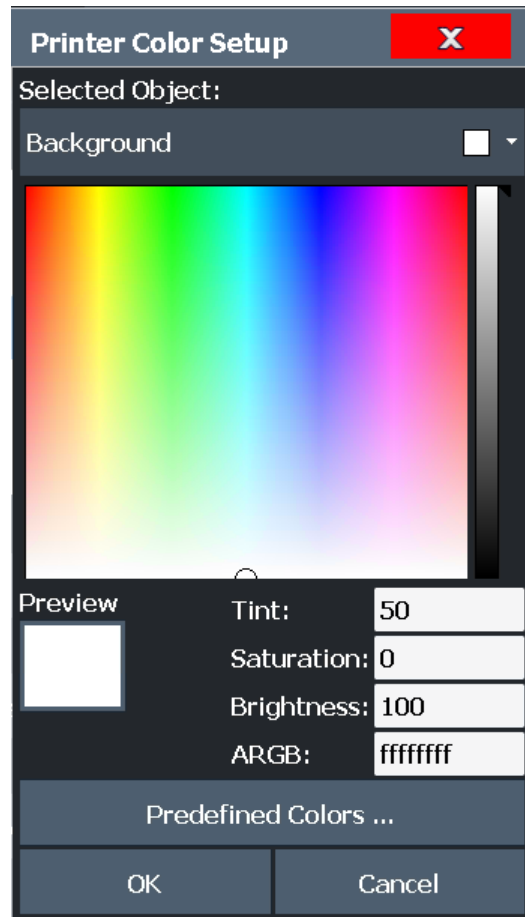 Printer Color Setup X
Selected Object:
Background
Preview
Tint: 50
Saturation: 0
Brightness: 100
ARGB: ffffffff
Predefined Colors ...
OK Cancel